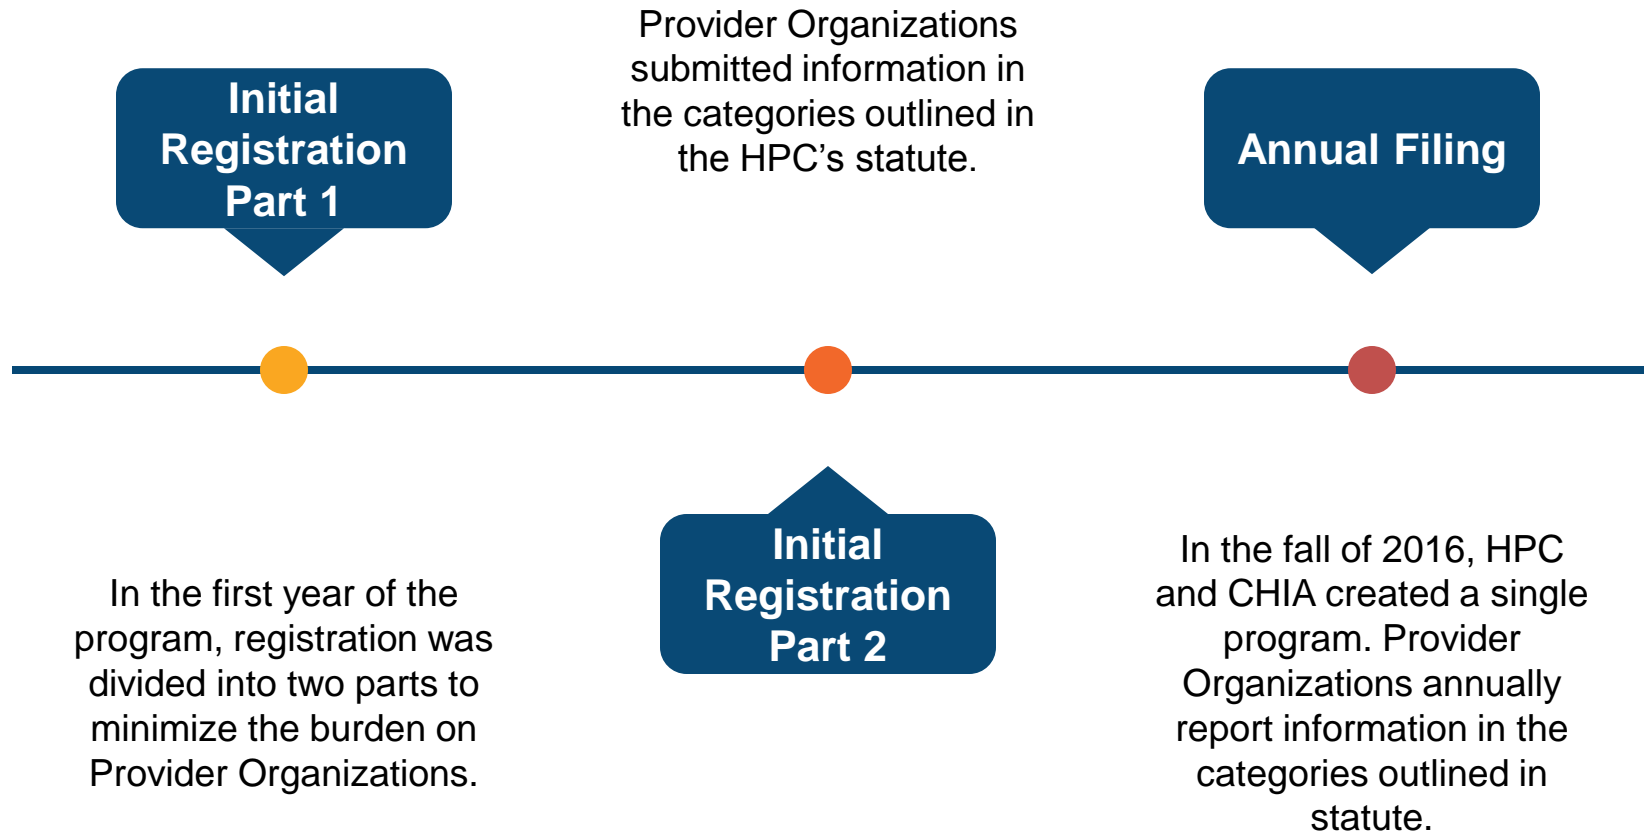 Initial
Registration
Part 1
In the first year of the
program, registration was
divided into two parts to
minimize the burden on
Provider Organizations.
Provider Organizations
submitted information in
the categories outlined in
the HPC’s statute.
Initial
Registration
Part 2
Annual Filing
In the fall of 2016, HPC
and CHIA created a single
program. Provider
Organizations annually
report information in the
categories outlined in
statute.